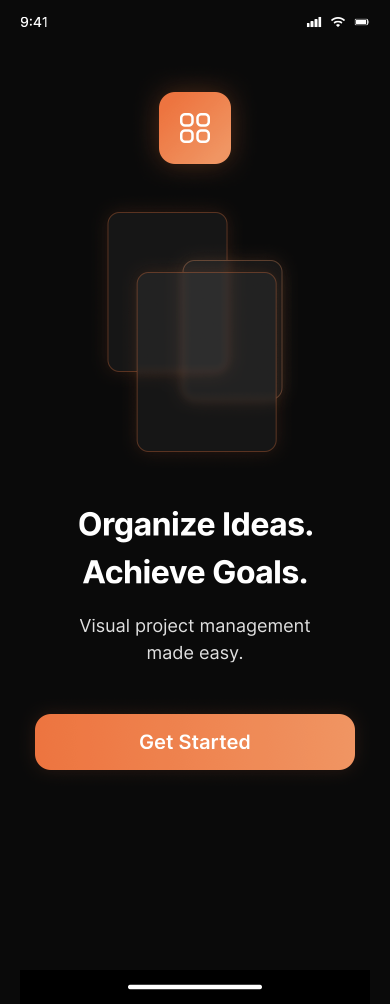 9:41
Organize Ideas.
Achieve Goals.
Visual project management
made easy.
Get Started